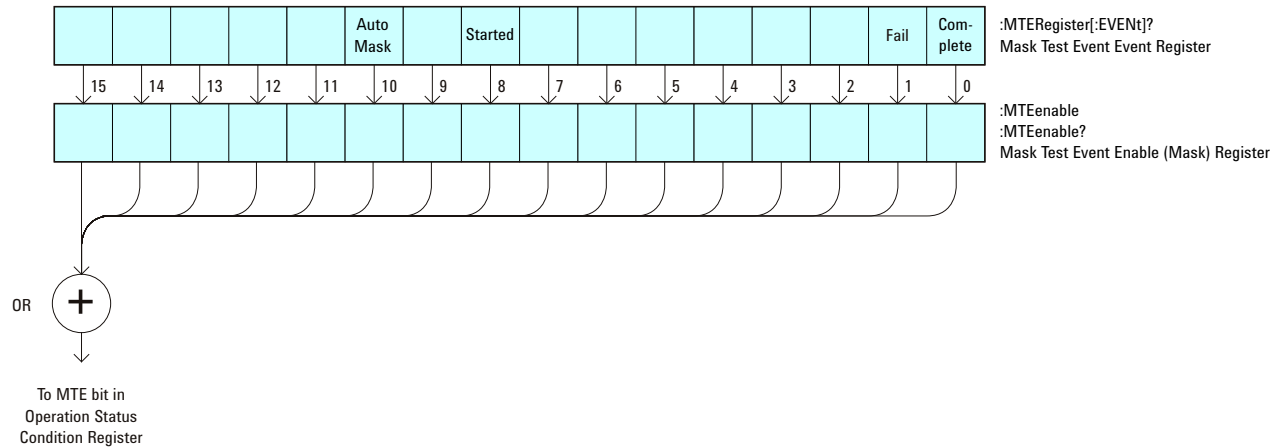 Auto
Mask
Started
Fail
Com-
plete
:MTERegister[:EVENt]?
Mask Test Event Event Register
15 14 13 12 11 10 9 8 7 6 5 4 3 2 1 0
:MTEenable
:MTEenable?
Mask Test Event Enable (Mask) Register
OR
+
To MTE bit in
Operation Status
Condition Register